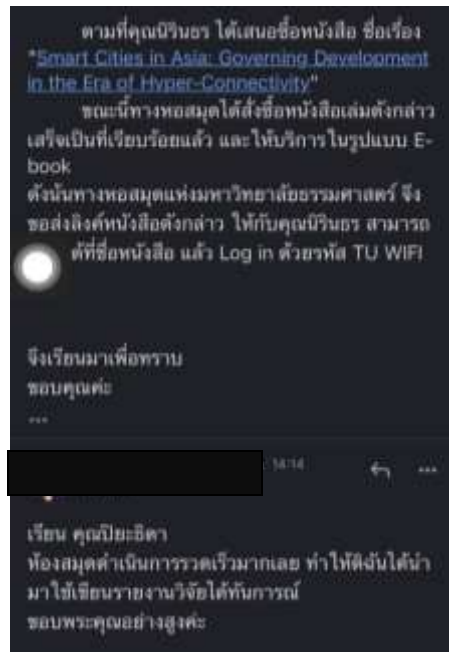 ตามที่คุณนิรินธร ได้เสนอซื้อหนังสือ ชื่อเรื่อง
"Smart Cities in Asia: Governing Development
in the Era of Hyper-Connectivity"
ขณะนี้ทางหอสมุดได้สั่งซื้อหนังสือเล่มดังกล่าว
เสร็จเป็นที่เรียบร้อยแล้ว และให้บริการในรูปแบบ E-
book
ดังนั้นทางหอสมุดแห่งมหาวิทยาลัยธรรมศาสตร์ จึง
ขอส่งลิงค์หนังสือดังกล่าว ให้กับคุณนิรินธร สามารถ
ที่ชื่อหนังสือ แล้ว Log in ด้วยรหัส TU WIFI
จึงเรียนมาเพื่อทราบ
ขอบคุณค่ะ
...
14:14
เรียน คุณปิยะธิดา
ห้องสมุดดำเนินการรวดเร็วมากเลย ทำให้ดิฉันได้นำ
มาใช้เขียนรายงานวิจัยได้ทันการณ์
ขอบพระคุณอย่างสูงค่ะ